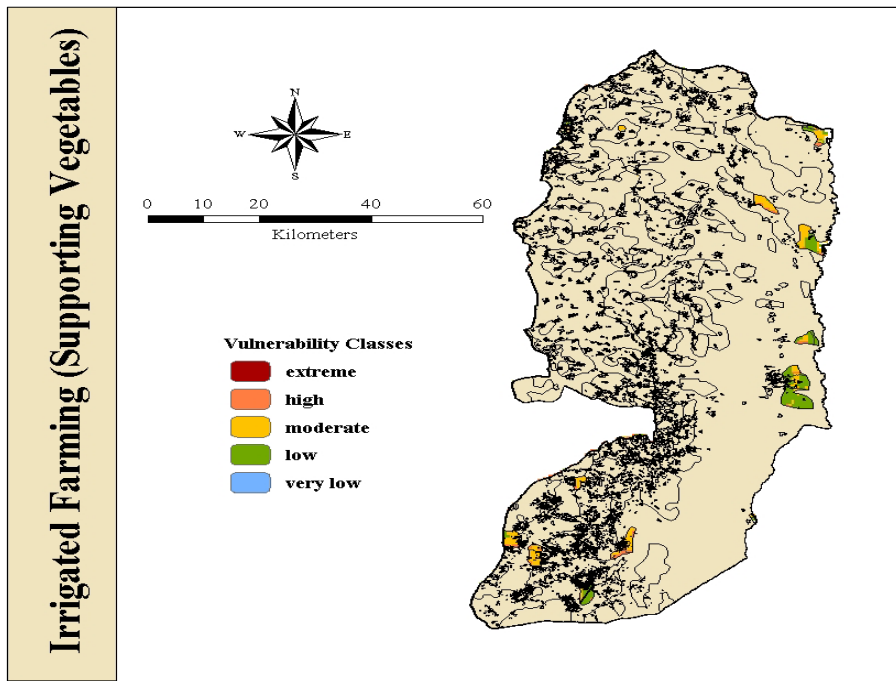 Irrigated Farming (Supporting Vegetables)
N
W E
S
0 10 20 40 60
Kilometers
Vulnerability Classes
extreme
high
moderate
low
very low